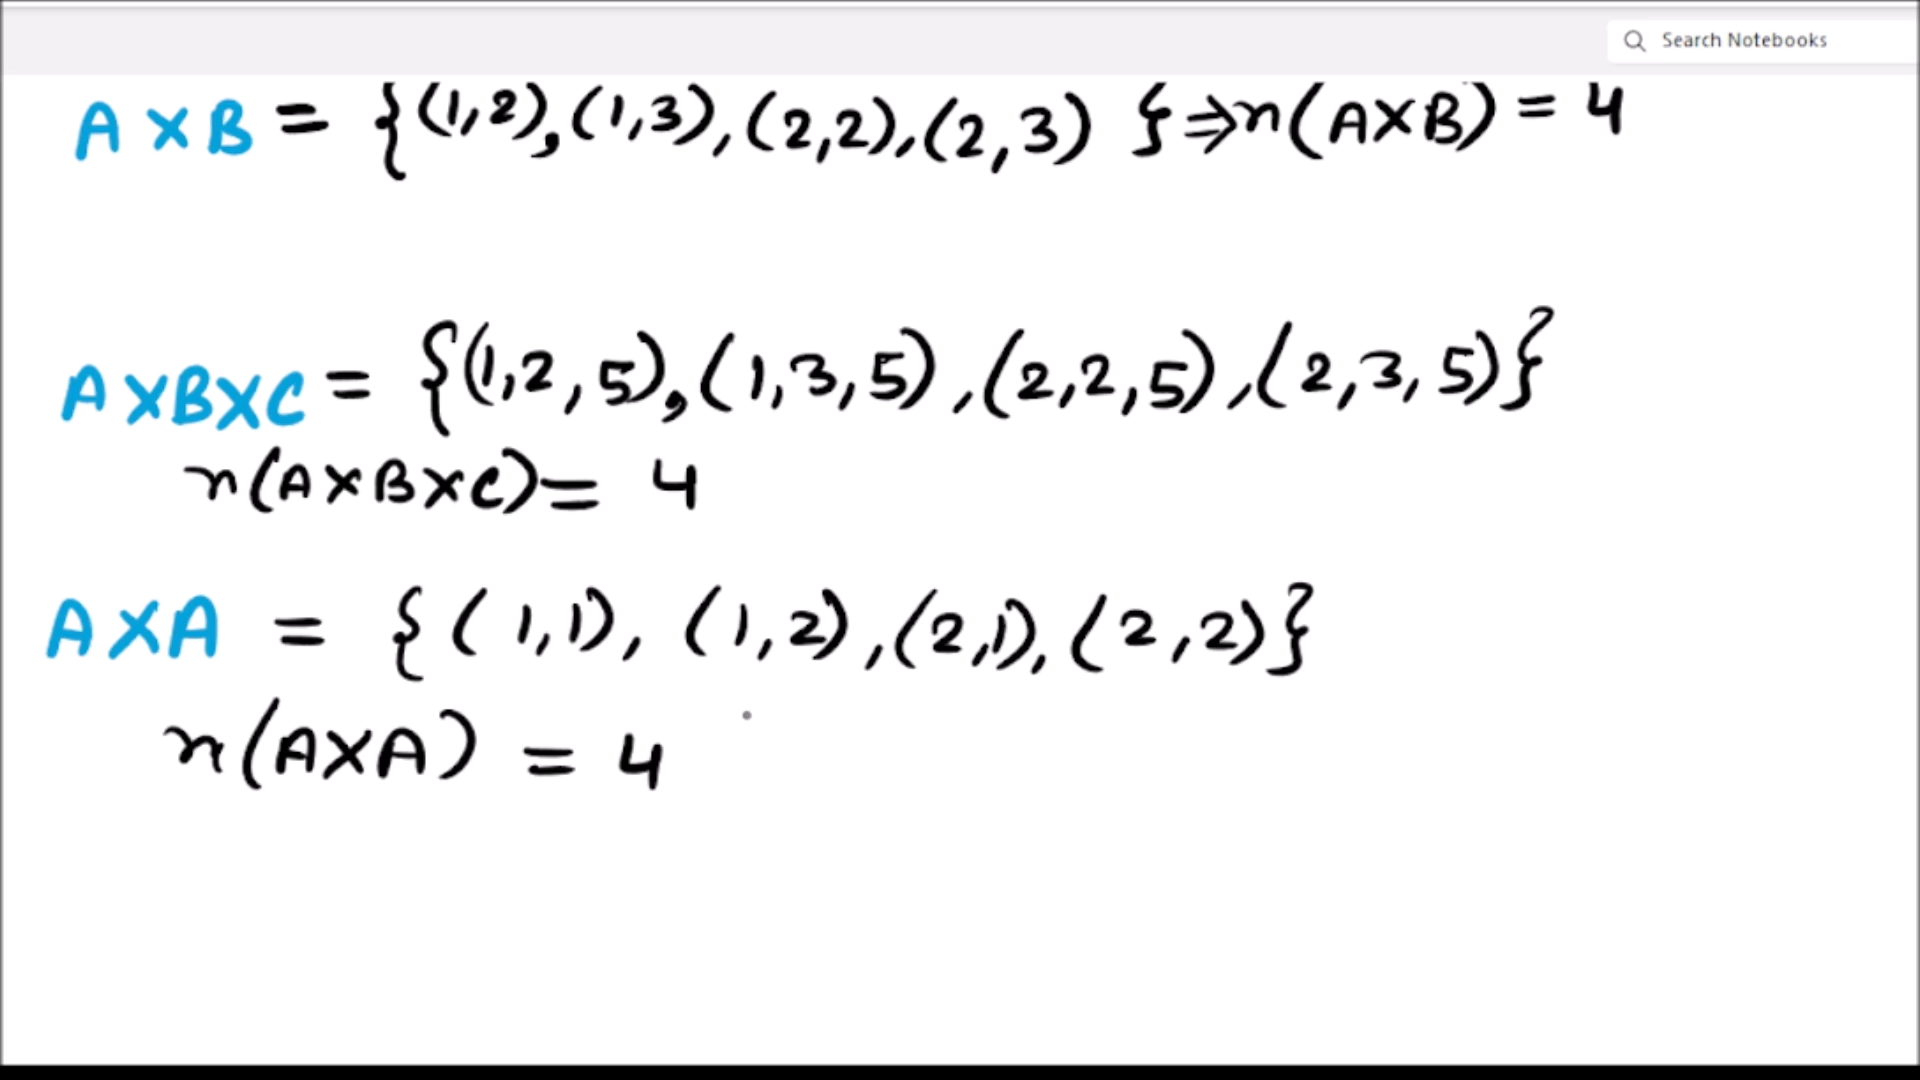 Search Notebooks
A×B = {(1,2),(1,3),(2,2),(2,3) }⇒n(A×B) = 4
A×B×C = {(1,2,5),(1,3,5),(2,2,5),(2,3,5)}
n(A×B×C)= 4
A×A = {(1,1), (1,2),(2,1),(2,2)}
n(A×A) = 4